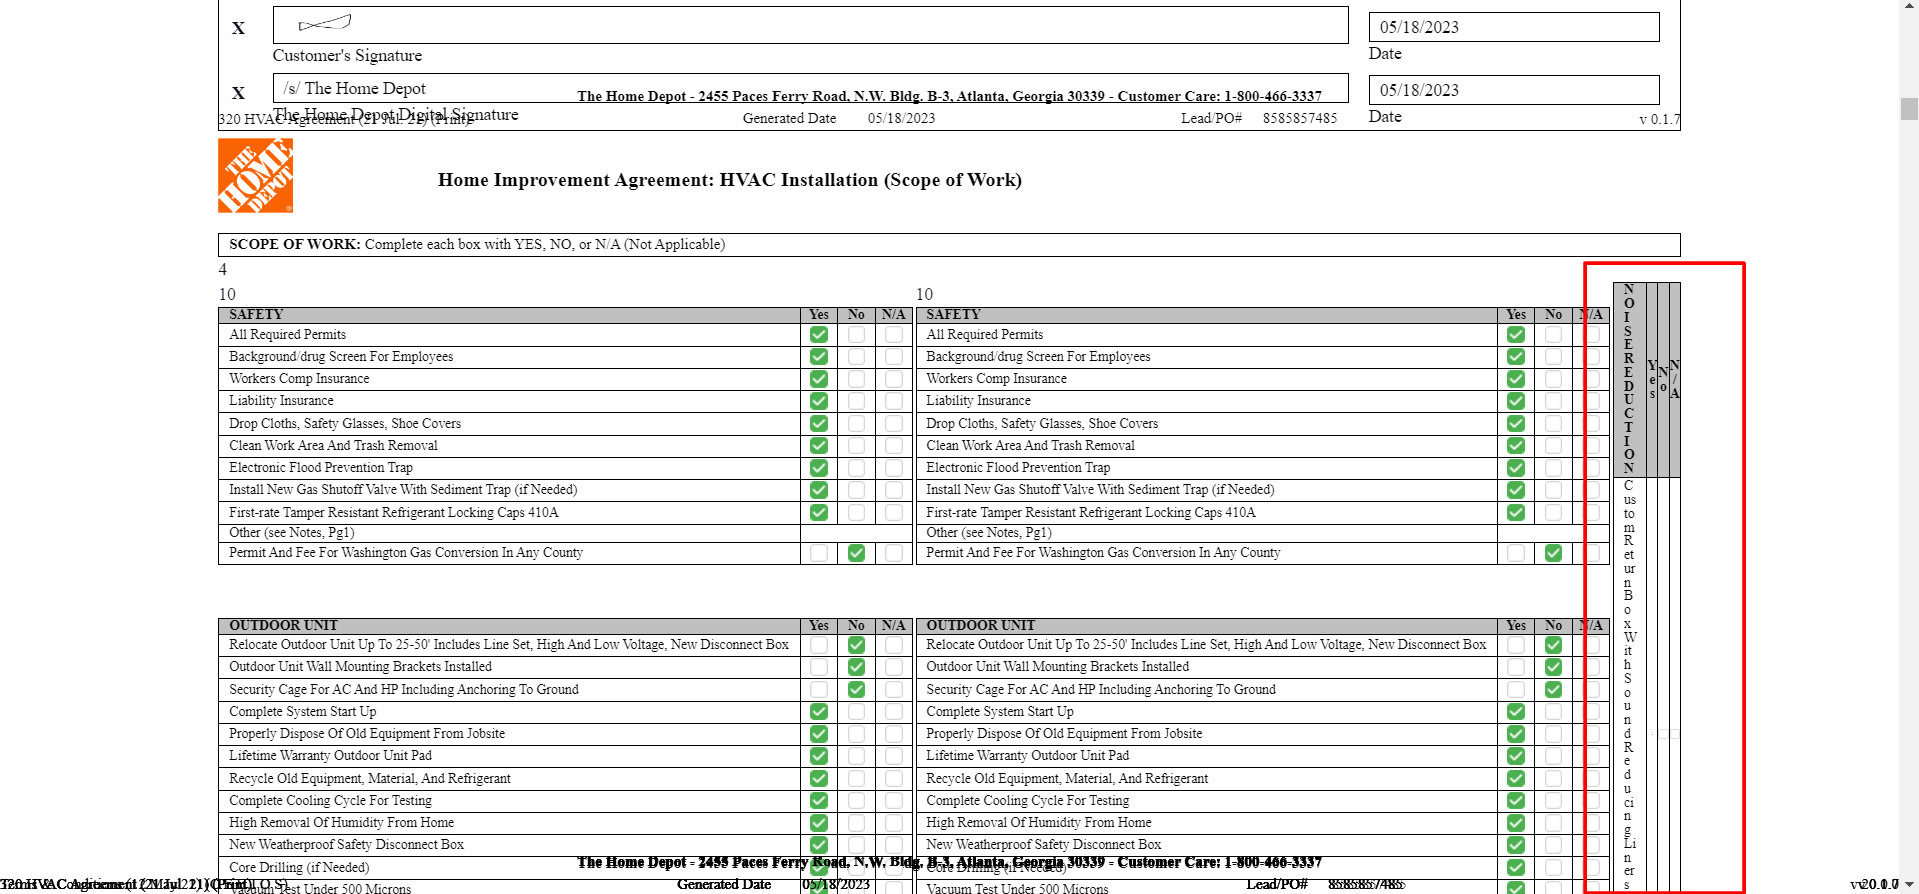 X
05/18/2023
Customer's Signature
Date
X
/s/ The Home Depot
05/18/2023
The Home Depot - 2455 Paces Ferry Road, N.W. Bldg. B-3, Atlanta, Georgia 30339 - Customer Care: 1-800-466-3337
The Home Depot Digital Signature
Date
320 HVAC Agreement (21 Jul. 21) (Print)
Generated Date 05/18/2023 Lead/PO# 8585857485 v 0.1.7
THE HOME DEPOT
Home Improvement Agreement: HVAC Installation (Scope of Work)
SCOPE OF WORK: Complete each box with YES, NO, or N/A (Not Applicable)
4
10
SAFETY Yes No N/A
All Required Permits
Background/drug Screen For Employees
Workers Comp Insurance
Liability Insurance
Drop Cloths, Safety Glasses, Shoe Covers
Clean Work Area And Trash Removal
Electronic Flood Prevention Trap
Install New Gas Shutoff Valve With Sediment Trap (if Needed)
First-rate Tamper Resistant Refrigerant Locking Caps 410A
Other (see Notes, Pg1)
Permit And Fee For Washington Gas Conversion In Any County
OUTDOOR UNIT Yes No N/A
Relocate Outdoor Unit Up To 25-50' Includes Line Set, High And Low Voltage, New Disconnect Box
Outdoor Unit Wall Mounting Brackets Installed
Security Cage For AC And HP Including Anchoring To Ground
Complete System Start Up
Properly Dispose Of Old Equipment From Jobsite
Lifetime Warranty Outdoor Unit Pad
Recycle Old Equipment, Material, And Refrigerant
Complete Cooling Cycle For Testing
High Removal Of Humidity From Home
New Weatherproof Safety Disconnect Box
Core Drilling (if Needed)
Vacuum Test Under 500 Microns
10
SAFETY Yes No N/A
All Required Permits
Background/drug Screen For Employees
Workers Comp Insurance
Liability Insurance
Drop Cloths, Safety Glasses, Shoe Covers
Clean Work Area And Trash Removal
Electronic Flood Prevention Trap
Install New Gas Shutoff Valve With Sediment Trap (if Needed)
First-rate Tamper Resistant Refrigerant Locking Caps 410A
Other (see Notes, Pg1)
Permit And Fee For Washington Gas Conversion In Any County
OUTDOOR UNIT Yes No N/A
Relocate Outdoor Unit Up To 25-50' Includes Line Set, High And Low Voltage, New Disconnect Box
Outdoor Unit Wall Mounting Brackets Installed
Security Cage For AC And HP Including Anchoring To Ground
Complete System Start Up
Properly Dispose Of Old Equipment From Jobsite
Lifetime Warranty Outdoor Unit Pad
Recycle Old Equipment, Material, And Refrigerant
Complete Cooling Cycle For Testing
High Removal Of Humidity From Home
New Weatherproof Safety Disconnect Box
Core Drilling (if Needed)
Vacuum Test Under 500 Microns
NOISE REDUCTION Yes No N/A
Custom Return Box With Sound Reducing Liners
The Home Depot - 2455 Paces Ferry Road, N.W. Bldg. B-3, Atlanta, Georgia 30339 - Customer Care: 1-800-466-3337
Generated Date 05/18/2023 Lead/PO#